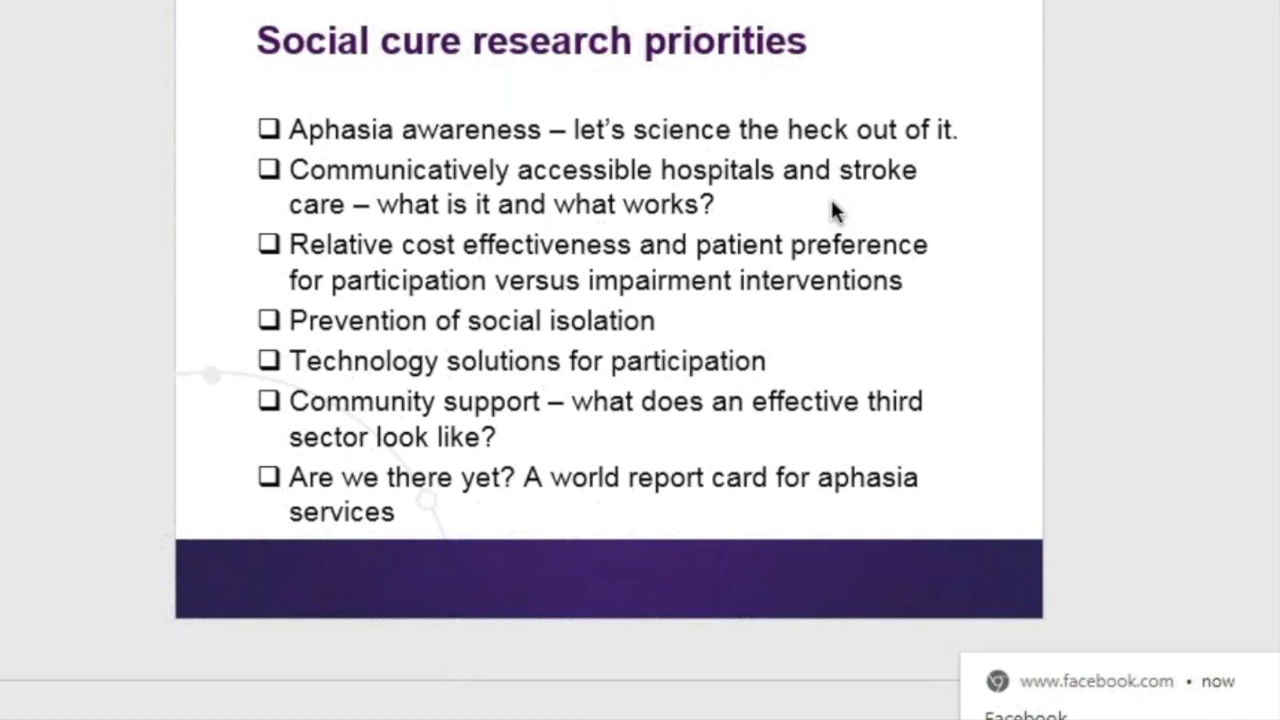 Social cure research priorities
❑ Aphasia awareness – let's science the heck out of it.
❑ Communicatively accessible hospitals and stroke
care – what is it and what works?
❑ Relative cost effectiveness and patient preference
for participation versus impairment interventions
❑ Prevention of social isolation
❑ Technology solutions for participation
❑ Community support – what does an effective third
sector look like?
❑ Are we there yet? A world report card for aphasia
services
www.facebook.com • now
Facebook